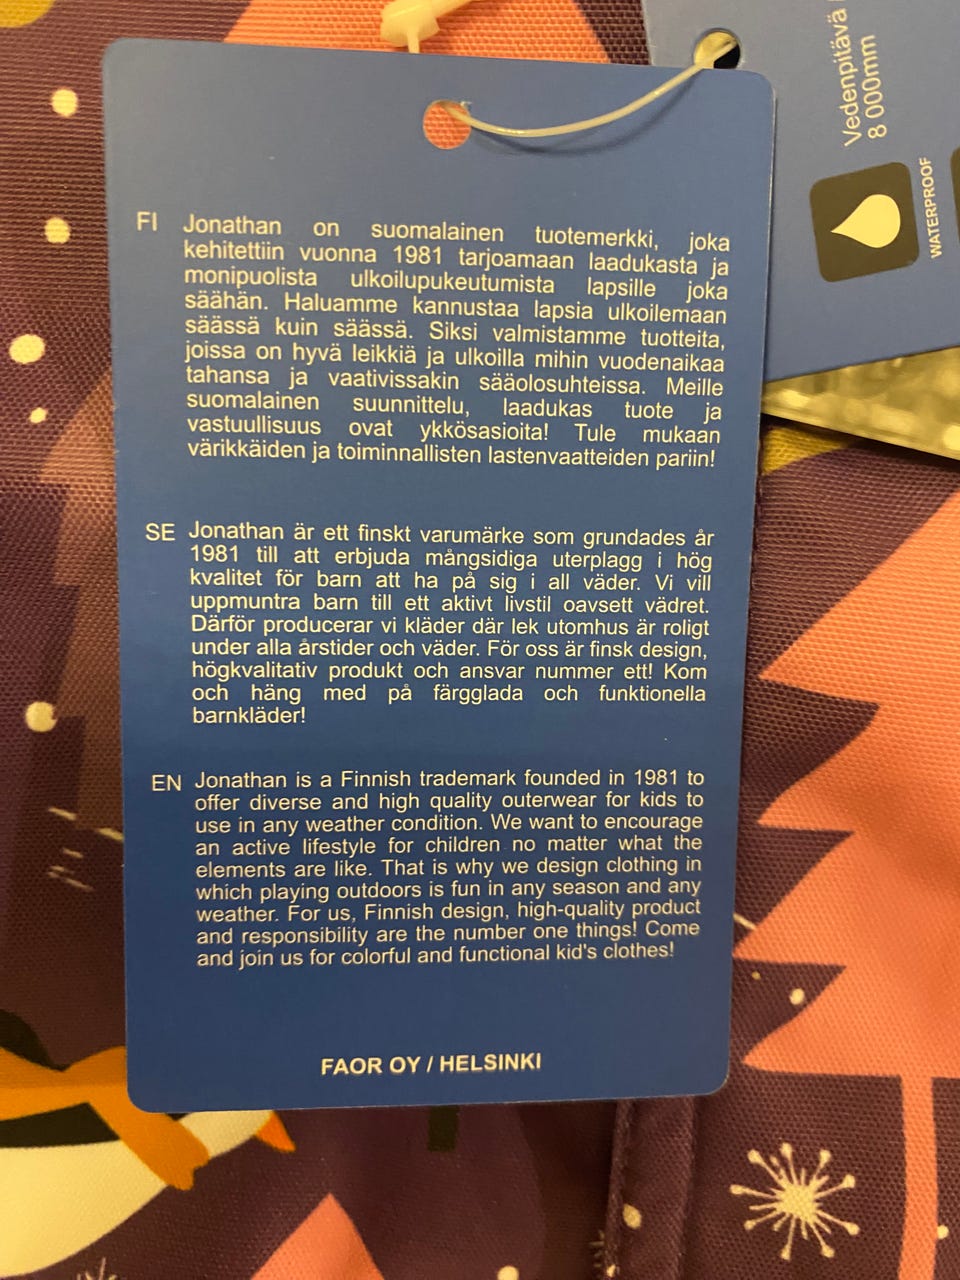 Vedenpitävä
8 000mm
WATERPROOF
FI Jonathan on suomalainen tuotemerkki, joka
kehitettiin vuonna 1981 tarjoamaan laadukasta ja
monipuolista ulkoilupukeutumista lapsille joka
säähän. Haluamme kannustaa lapsia ulkoilemaan
säässä kuin säässä. Siksi valmistamme tuotteita,
joissa on hyvä leikkiä ja ulkoilla mihin vuodenaikaa
tahansa ja vaativissakin sääolosuhteissa. Meille
suomalainen suunnittelu, laadukas tuote ja
vastuullisuus ovat ykkösasioita! Tule mukaan
värikkäiden ja toiminnallisten lastenvaatteiden pariin!
SE Jonathan är ett finskt varumärke som grundades år
1981 till att erbjuda mångsidiga uterplagg i hög
kvalitet för barn att ha på sig i all väder. Vi vill
uppmuntra barn till ett aktivt livstil oavsett vädret.
Därför producerar vi kläder där lek utomhus är roligt
under alla årstider och väder. För oss är finsk design,
högkvalitativ produkt och ansvar nummer ett! Kom
och häng med på färgglada och funktionella
barnkläder!
EN Jonathan is a Finnish trademark founded in 1981 to
offer diverse and high quality outerwear for kids to
use in any weather condition. We want to encourage
an active lifestyle for children no matter what the
elements are like. That is why we design clothing in
which playing outdoors is fun in any season and any
weather. For us, Finnish design, high-quality product
and responsibility are the number one things! Come
and join us for colorful and functional kid's clothes!
FAOR OY / HELSINKI